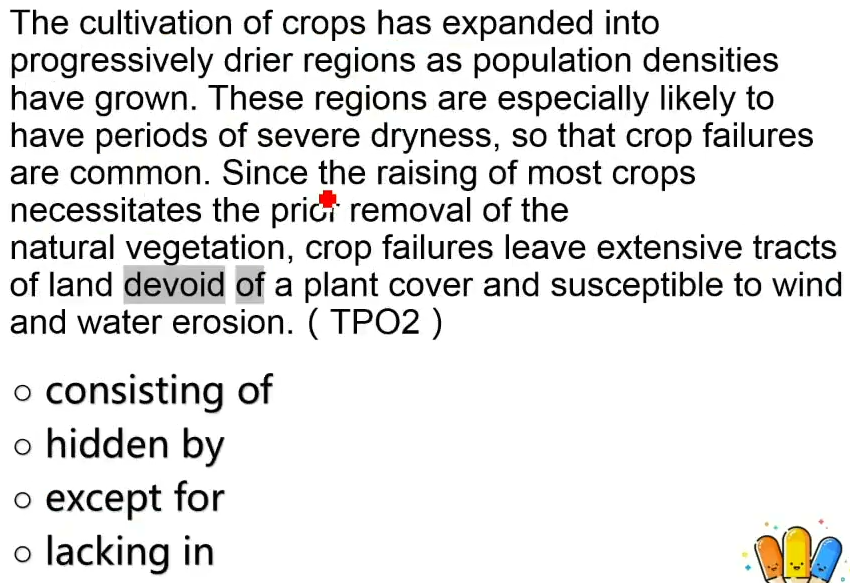 The cultivation of crops has expanded into
progressively drier regions as population densities
have grown. These regions are especially likely to
have periods of severe dryness, so that crop failures
are common. Since the raising of most crops
necessitates the prior removal of the
natural vegetation, crop failures leave extensive tracts
of land devoid of a plant cover and susceptible to wind
and water erosion. ( TPO2 )
○ consisting of
○ hidden by
○ except for
○ lacking in